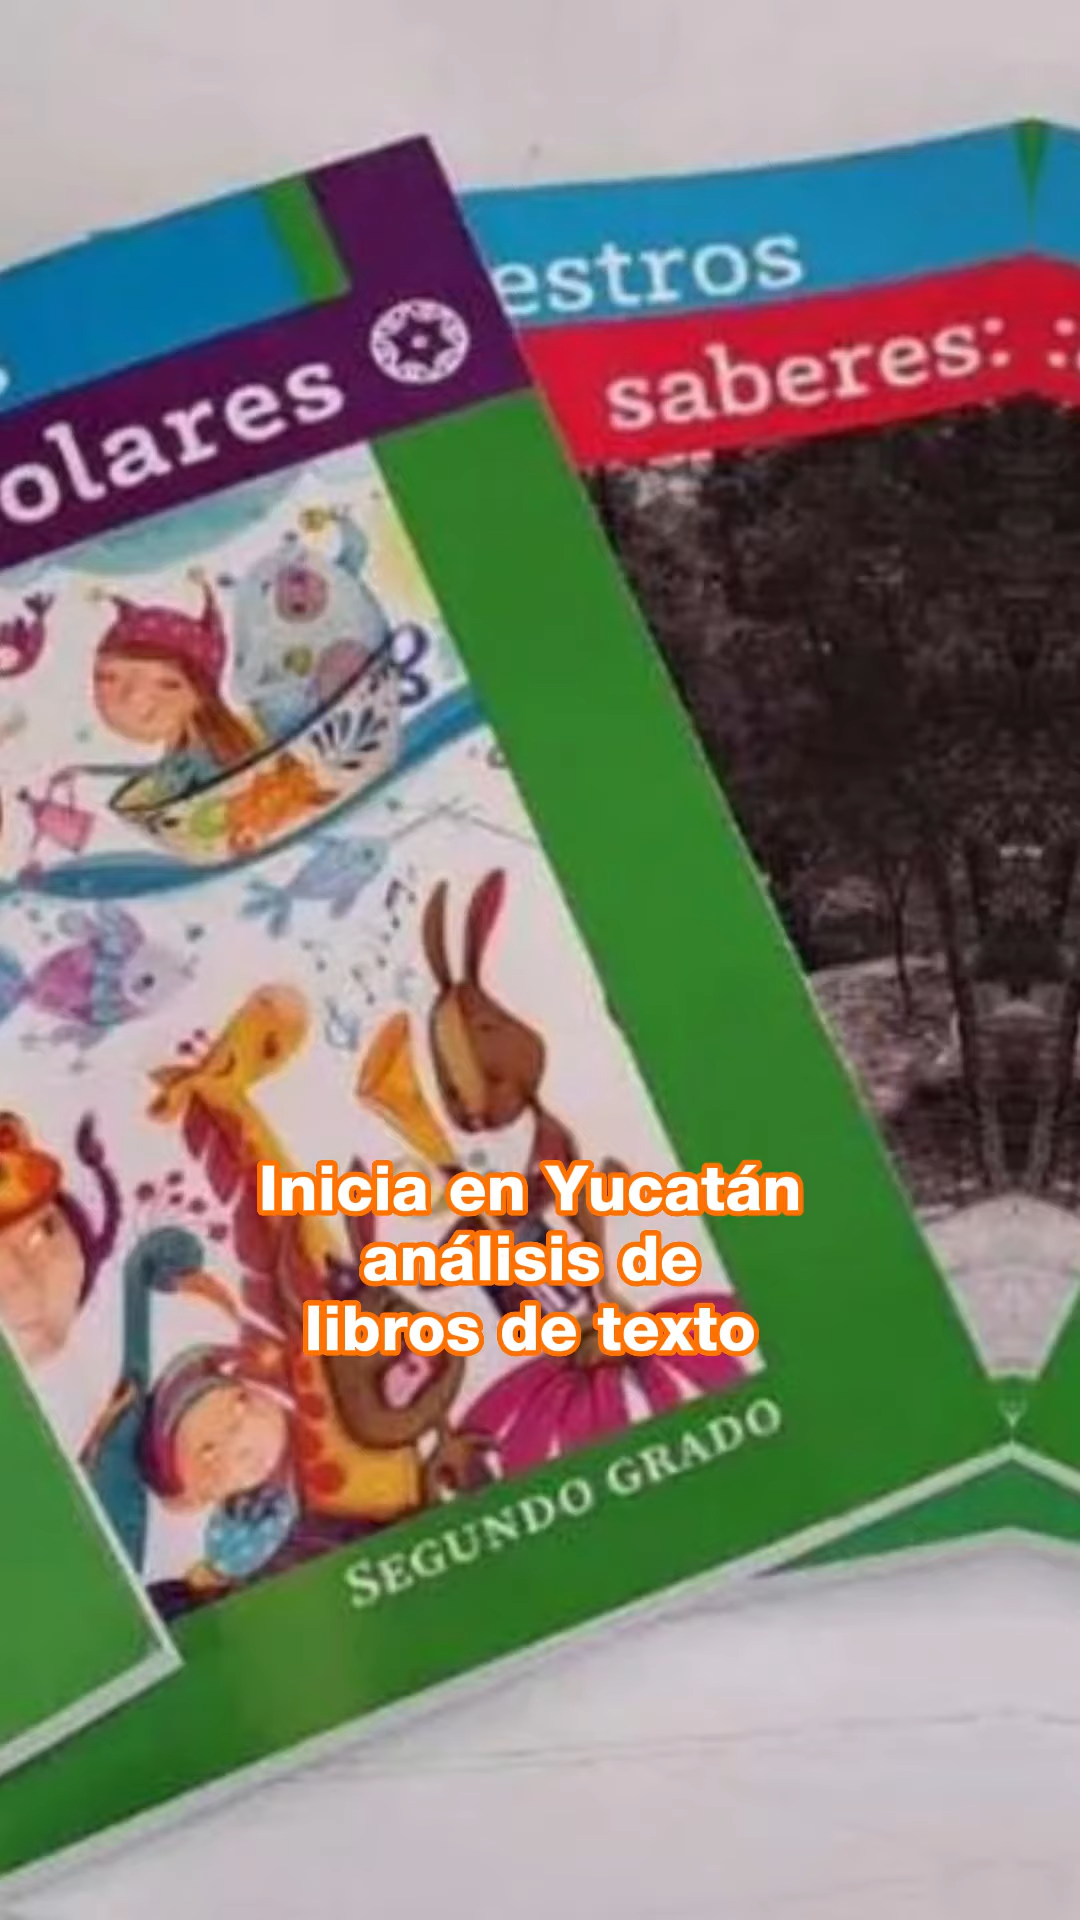 estros
saberes:
olares
Inicia en Yucatán
análisis de
libros de texto
SEGUNDO GRADO